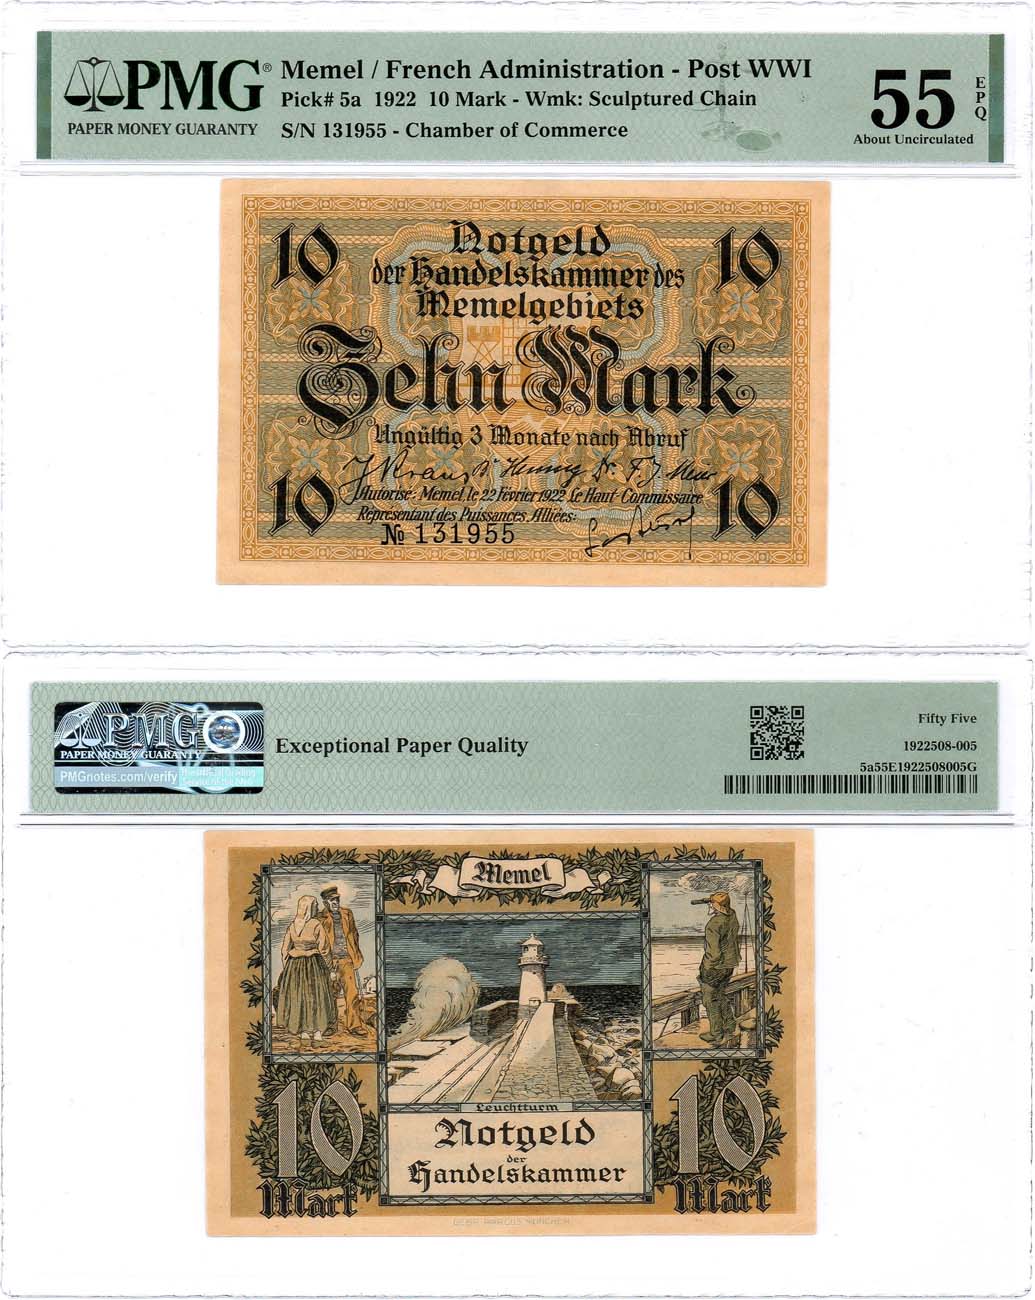 PMG®
PAPER MONEY GUARANTY
Memel / French Administration - Post WWI
Pick# 5a 1922 10 Mark - Wmk: Sculptured Chain
S/N 131955 - Chamber of Commerce
55
EPQ
About Uncirculated
10 10
Notgeld
der Handelskammer des
Memelgebiets
Zehn Mark
Ungültig 3 Monate nach Abruf
10 10
Autorisé: Memel, le 22 Février 1922 Le Haut-Commissaire
Représentant des Puissances Alliées:
No 131955
PMG
PAPER MONEY GUARANTY
PMGnotes.com/verify
Exceptional Paper Quality
Fifty Five
1922508-005
5a55E1922508005G
Memel
Leuchtturm
10 Mark
Notgeld
der
Handelskammer
10 Mark
GEBR. PARCUS MÜNCHEN